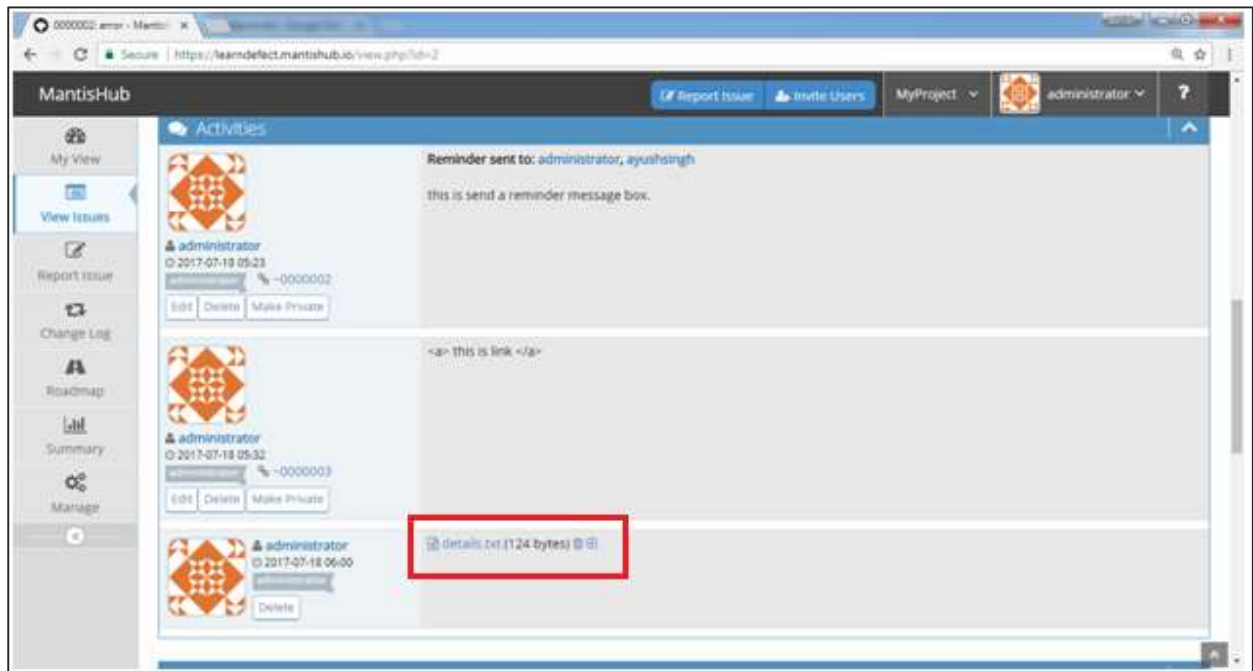 0000002: error - Mantis
Secure | https://learndefect.mantishub.io/view.php?id=2
MantisHub
Report Issue
Invite Users
MyProject
administrator
?
My View
View Issues
Report Issue
Change Log
Roadmap
Summary
Manage
Activities
administrator
2017-07-18 05:23
administrator
~0000002
Edit Delete Make Private
Reminder sent to: administrator, ayushsingh
this is send a reminder message box.
administrator
2017-07-18 05:32
administrator
~0000003
Edit Delete Make Private
<a> this is link </a>
administrator
2017-07-18 06:00
administrator
Delete
details.txt (124 bytes)